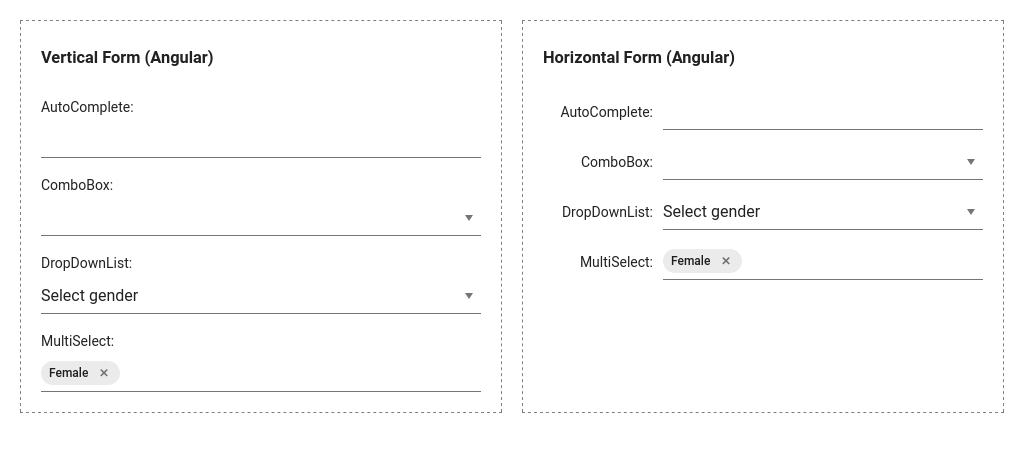 Vertical Form (Angular)
AutoComplete:
ComboBox:
DropDownList:
Select gender
MultiSelect:
Female
Horizontal Form (Angular)
AutoComplete:
ComboBox:
DropDownList: Select gender
MultiSelect: Female